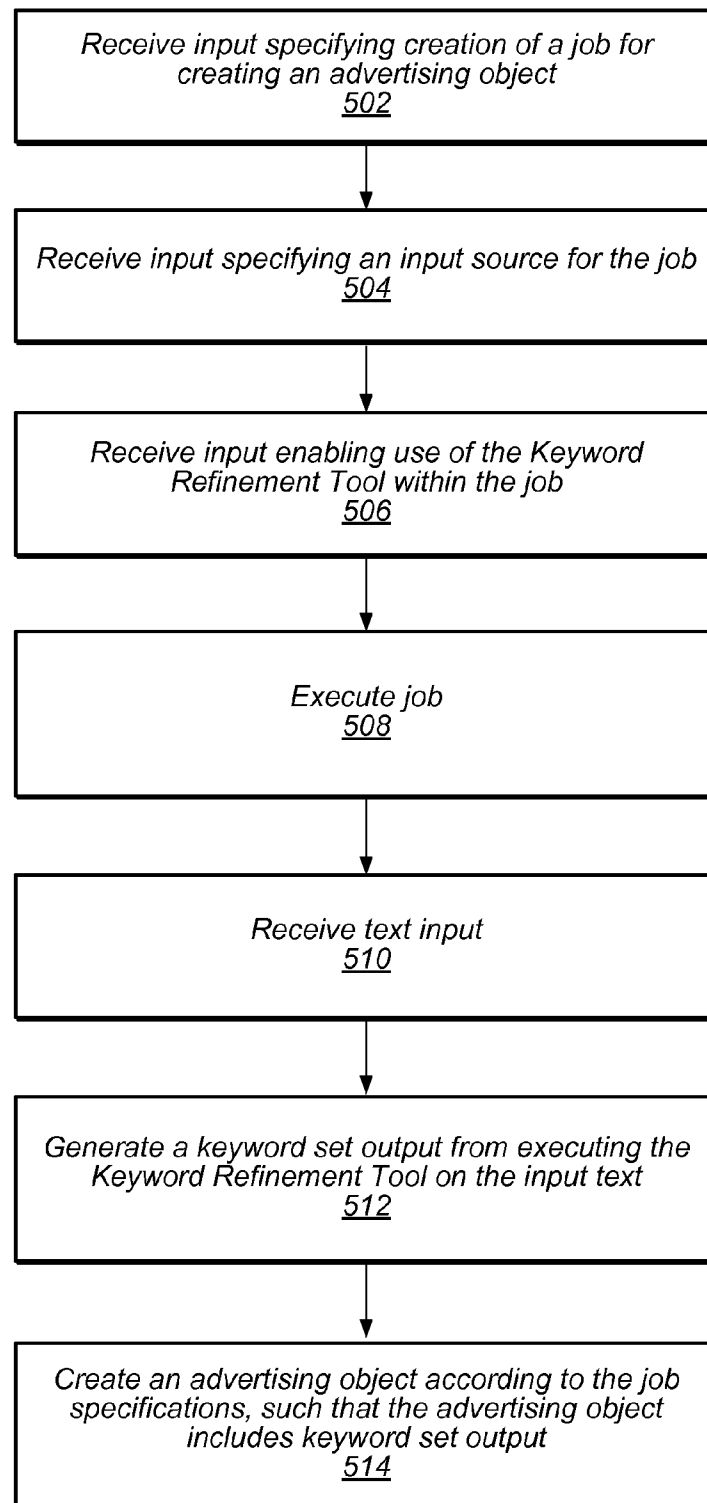 Receive input specifying creation of a job for
creating an advertising object
502
Receive input specifying an input source for the job
504
Receive input enabling use of the Keyword
Refinement Tool within the job
506
Execute job
508
Receive text input
510
Generate a keyword set output from executing the
Keyword Refinement Tool on the input text
512
Create an advertising object according to the job
specifications, such that the advertising object
includes keyword set output
514